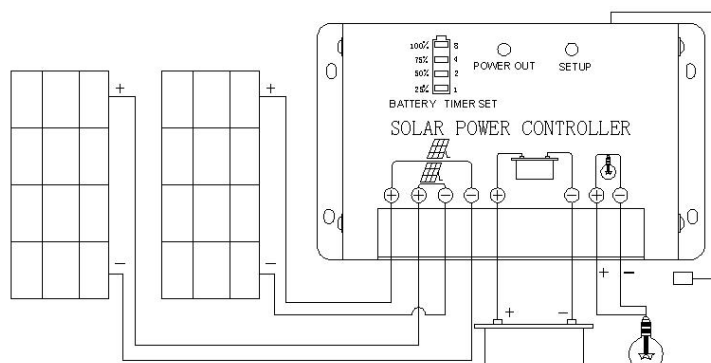 100% 8
75% 4
50% 2
25% 1
POWER OUT SETUP
BATTERY TIMER SET
SOLAR POWER CONTROLLER
+ +
+ + - - + - + -
- -
+ -
+ -